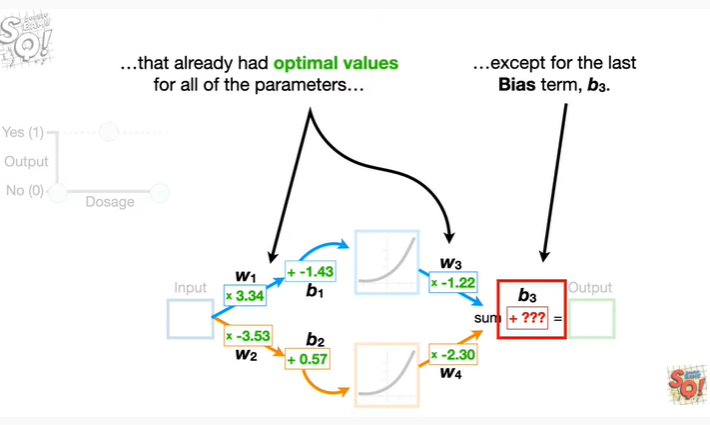 ...that already had optimal values
for all of the parameters...
...except for the last
Bias term, b₃.
Yes (1)
Output
No (0)
Dosage
Input
W₁
× 3.34
+ -1.43
b₁
W₃
× -1.22
× -3.53
W₂
b₂
+ 0.57
× -2.30
W₄
b₃
sum + ??? =
Output
SQ!